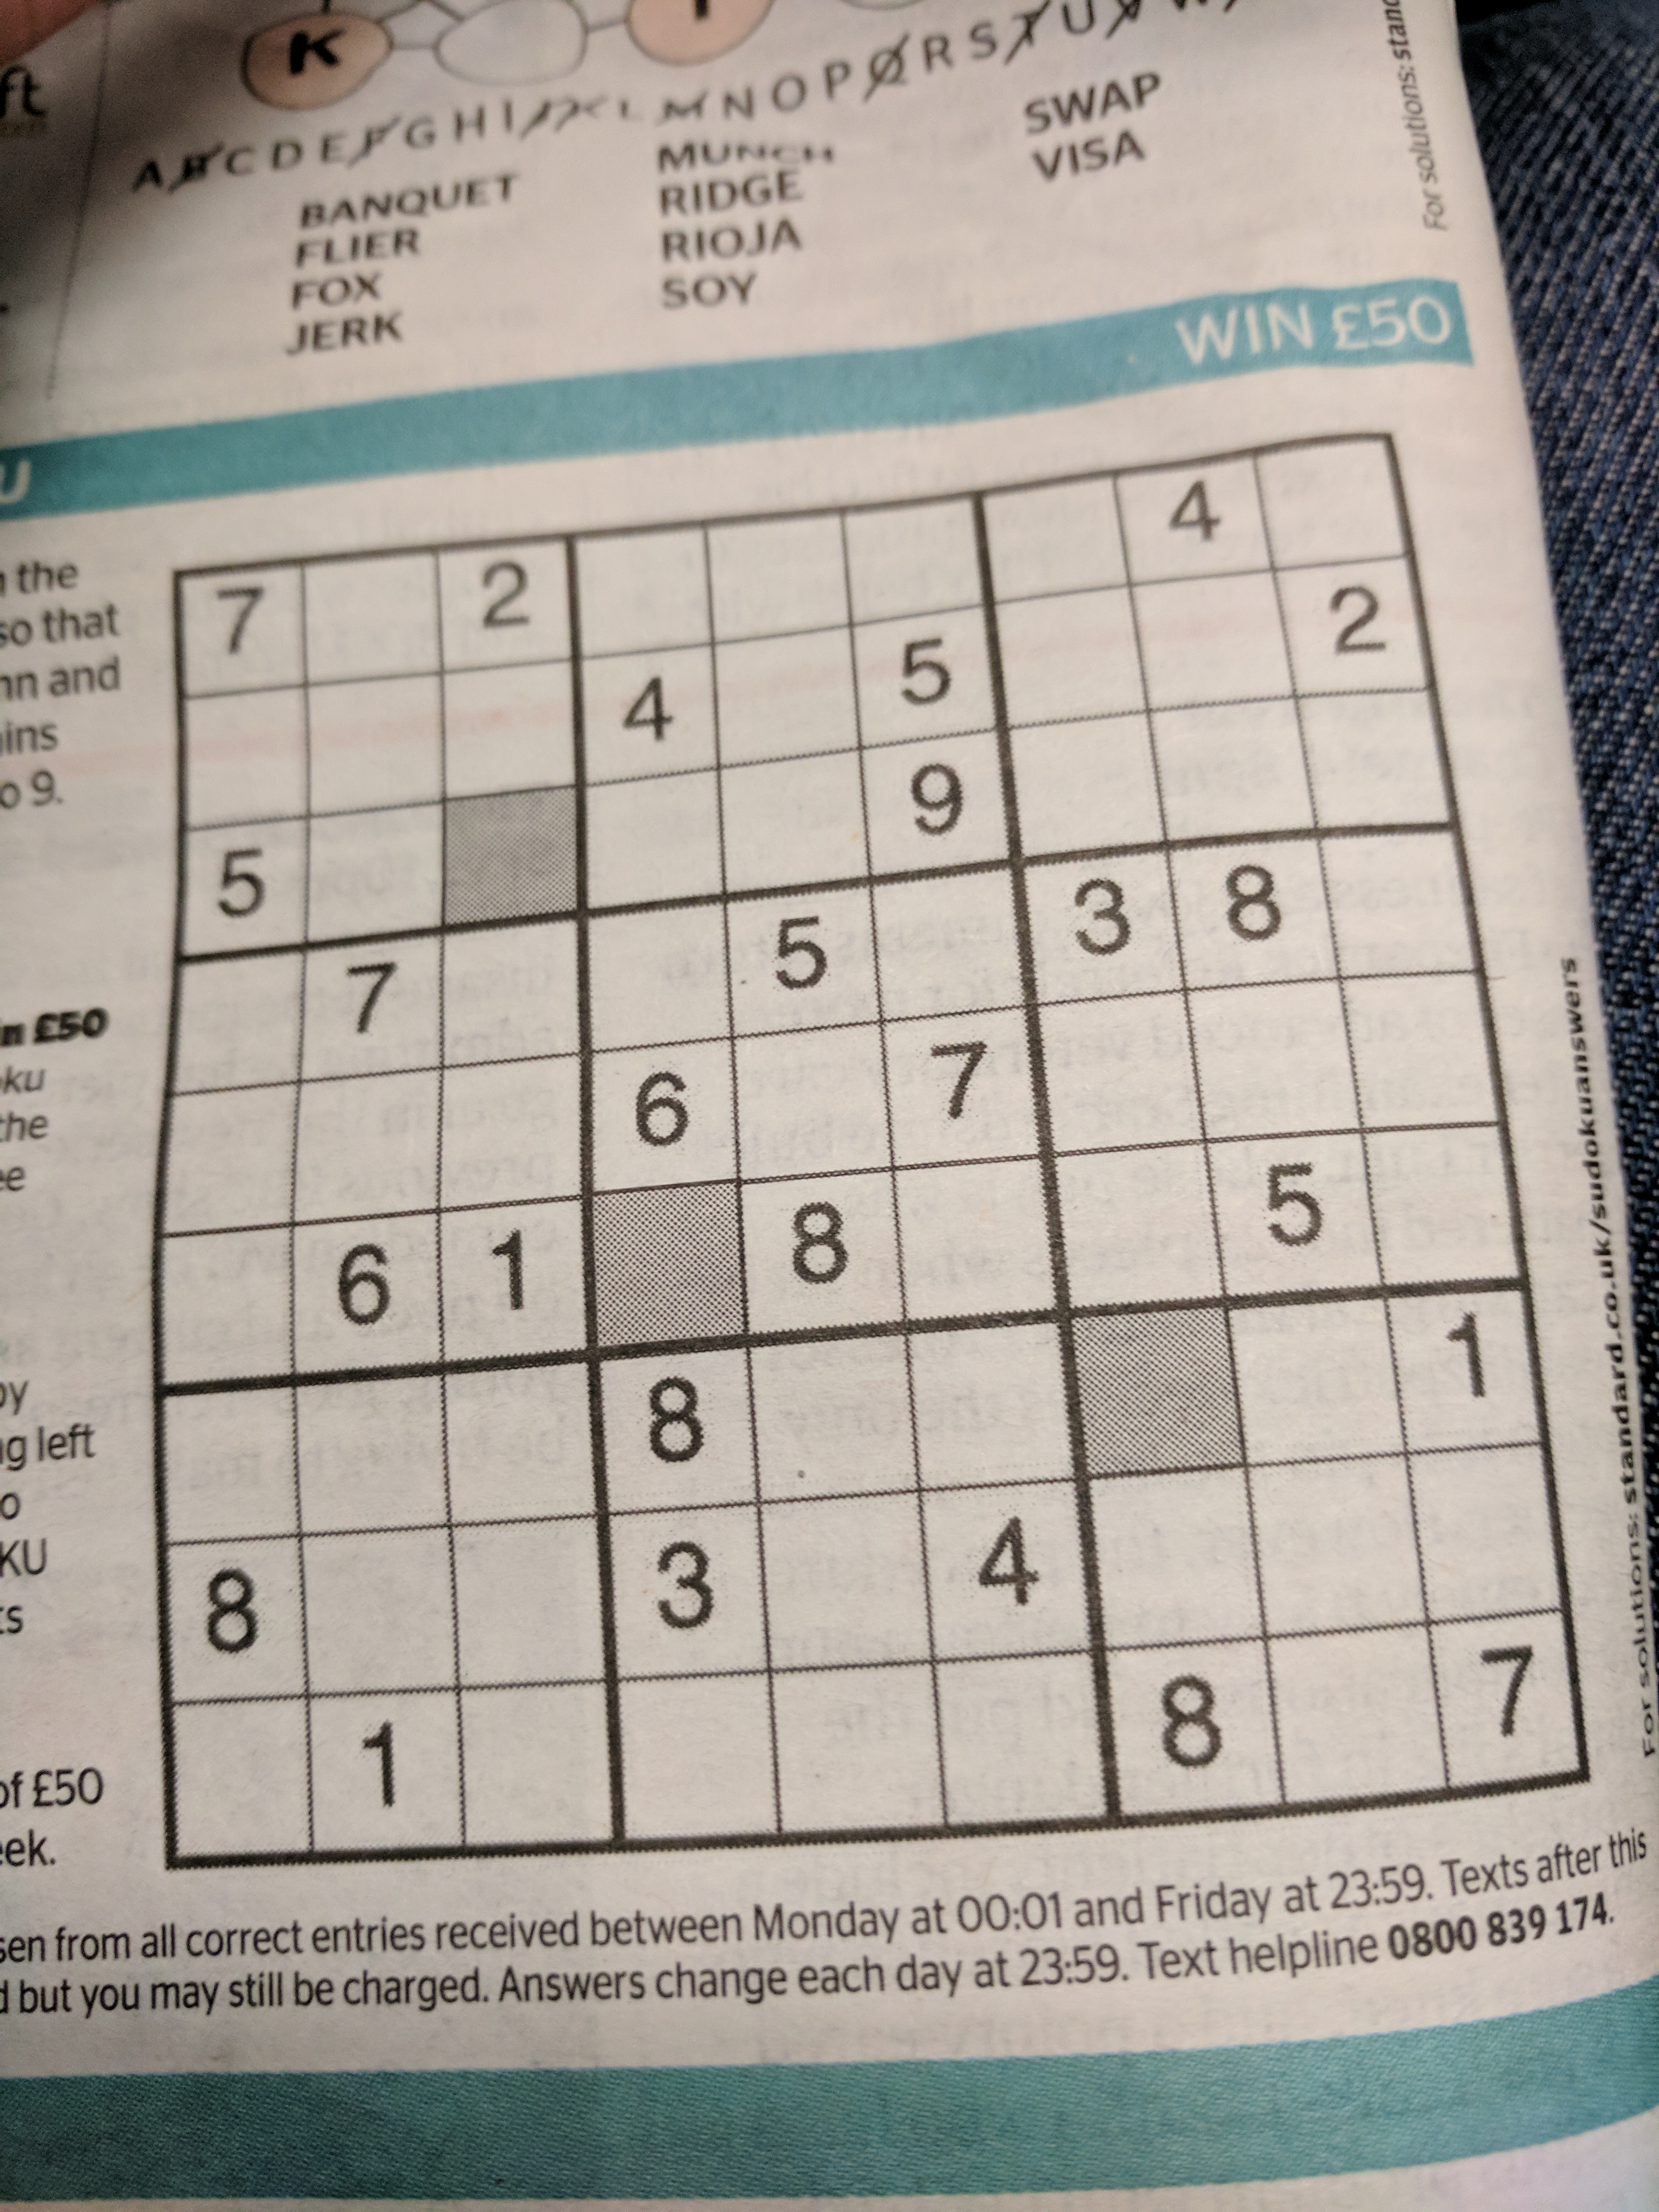 ft
K
A B C D E F G H I J K L M N O P Q R S T U
BANQUET
FLIER
FOX
JERK
MUNCH
RIDGE
RIOJA
SOY
SWAP
VISA
For solutions: stand
U
WIN £50
the
so that
nn and
ins
o 9.
n £50
ku
the
ee
by
g left
o
KU
ts
of £50
eek.
7 2 4
4 5 2
5 9
7 5 3 8
6 7
6 1 8 5
8 1
8 3 4
1 8 7
For solutions: standard.co.uk/sudokuanswers
sen from all correct entries received between Monday at 00:01 and Friday at 23:59. Texts after this
d but you may still be charged. Answers change each day at 23:59. Text helpline 0800 839 174.